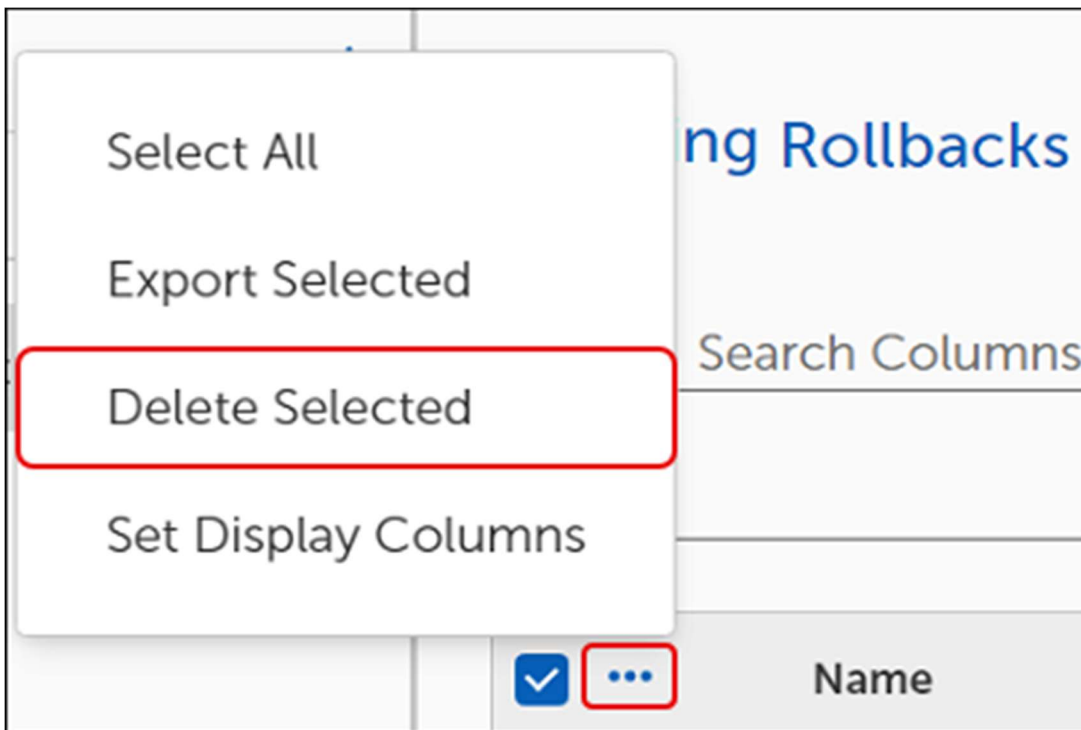 Select All
ng Rollbacks
Export Selected
Search Columns
Delete Selected
Set Display Columns
Name